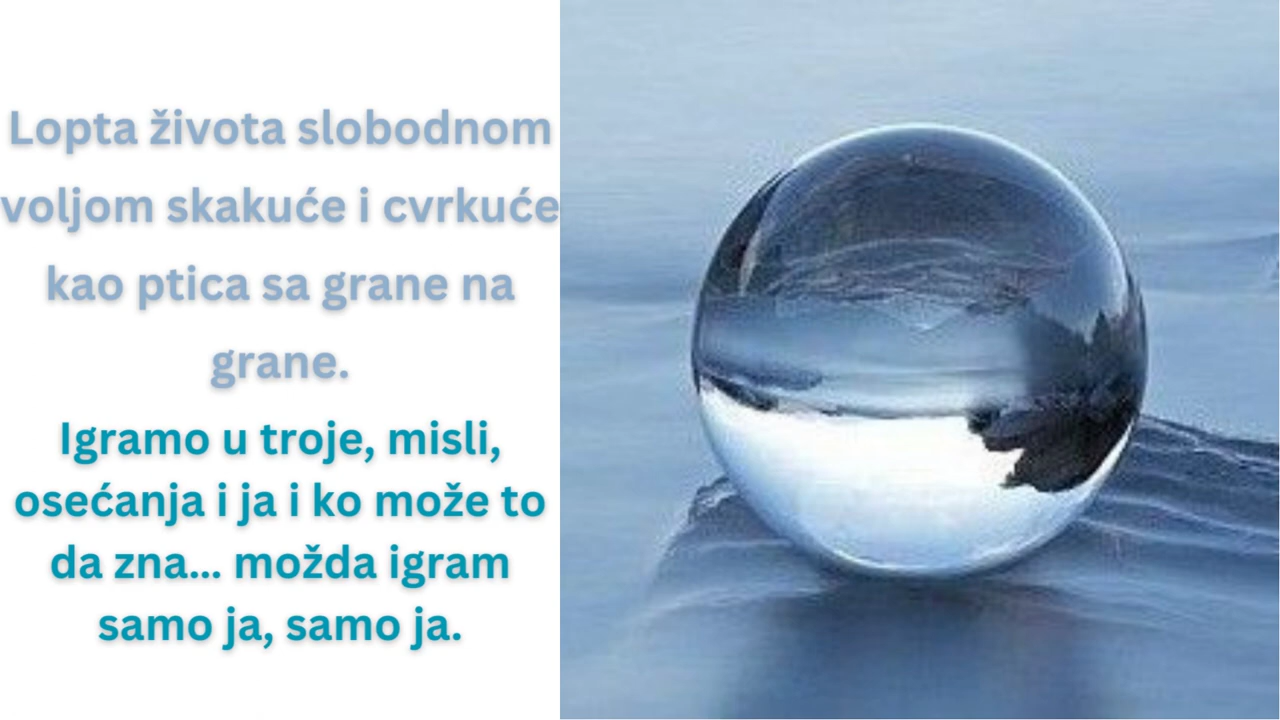 Lopta života slobodnom
voljom skakuće i cvrkuće
kao ptica sa grane na
grane.
Igramo u troje, misli,
osećanja i ja i ko može to
da zna... možda igram
samo ja, samo ja.